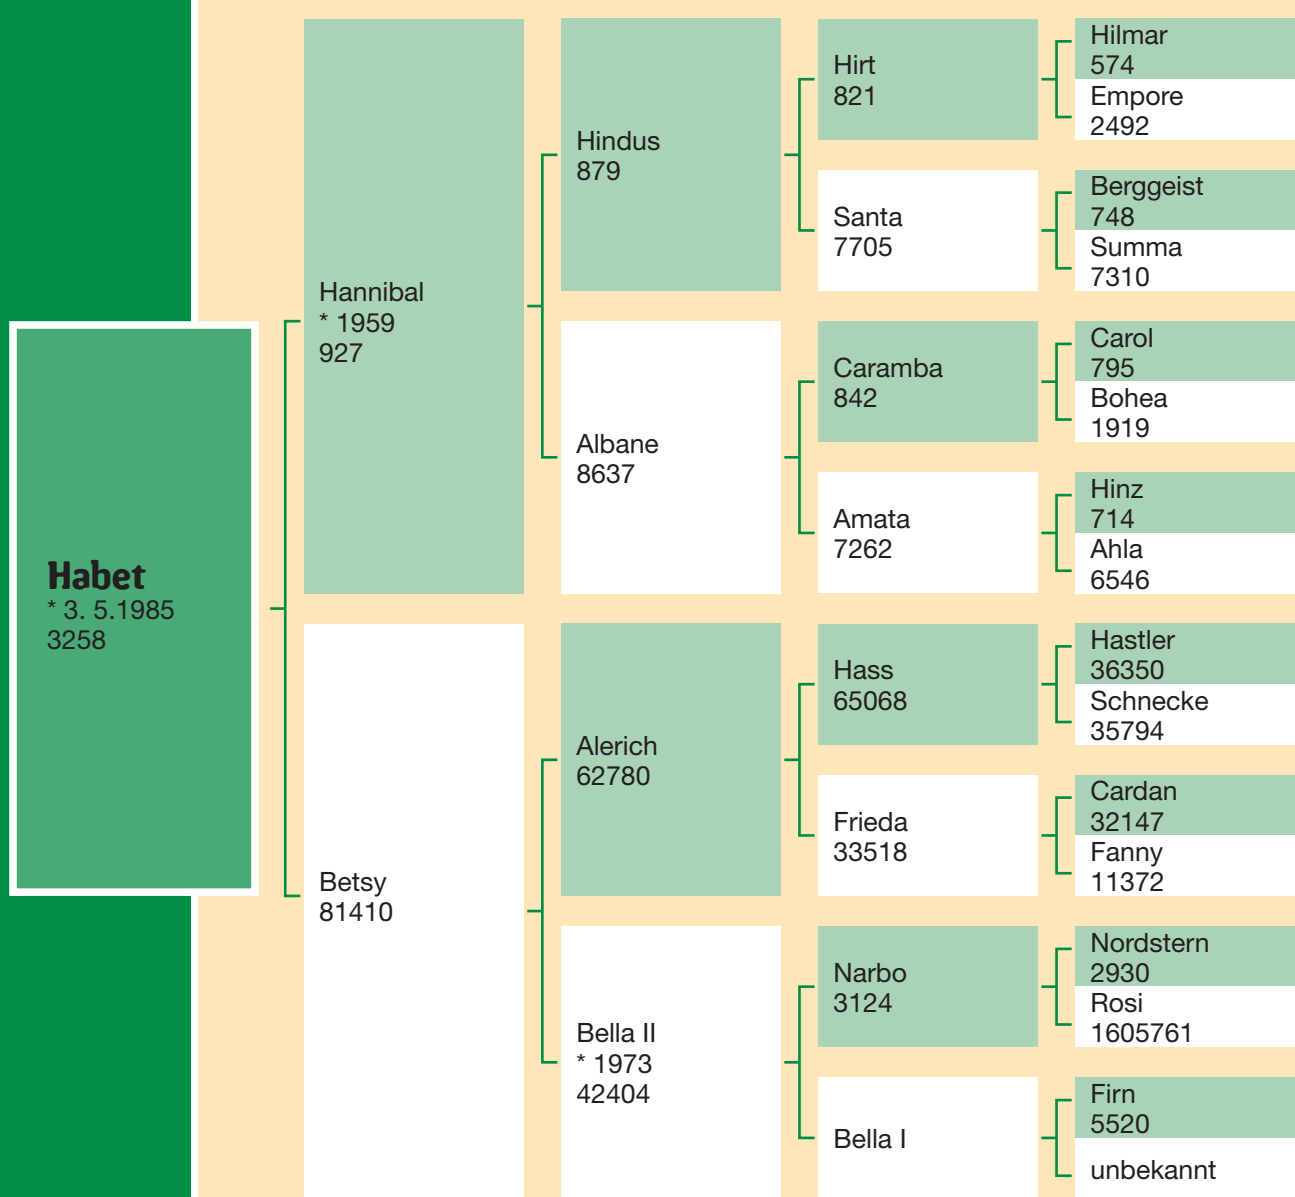 Habet
* 3. 5.1985
3258
Hannibal
* 1959
927
Betsy
81410
Hindus
879
Albane
8637
Alerich
62780
Bella II
* 1973
42404
Hirt
821
Santa
7705
Caramba
842
Amata
7262
Hass
65068
Frieda
33518
Narbo
3124
Bella I
Hilmar
574
Empore
2492
Berggeist
748
Summa
7310
Carol
795
Bohea
1919
Hinz
714
Ahla
6546
Hastler
36350
Schnecke
35794
Cardan
32147
Fanny
11372
Nordstern
2930
Rosi
1605761
Firn
5520
unbekannt